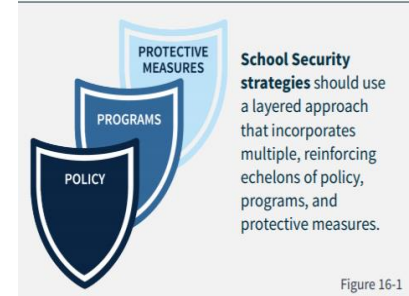 PROTECTIVE
MEASURES
PROGRAMS
POLICY
School Security
strategies should use
a layered approach
that incorporates
multiple, reinforcing
echelons of policy,
programs, and
protective measures.
Figure 16-1